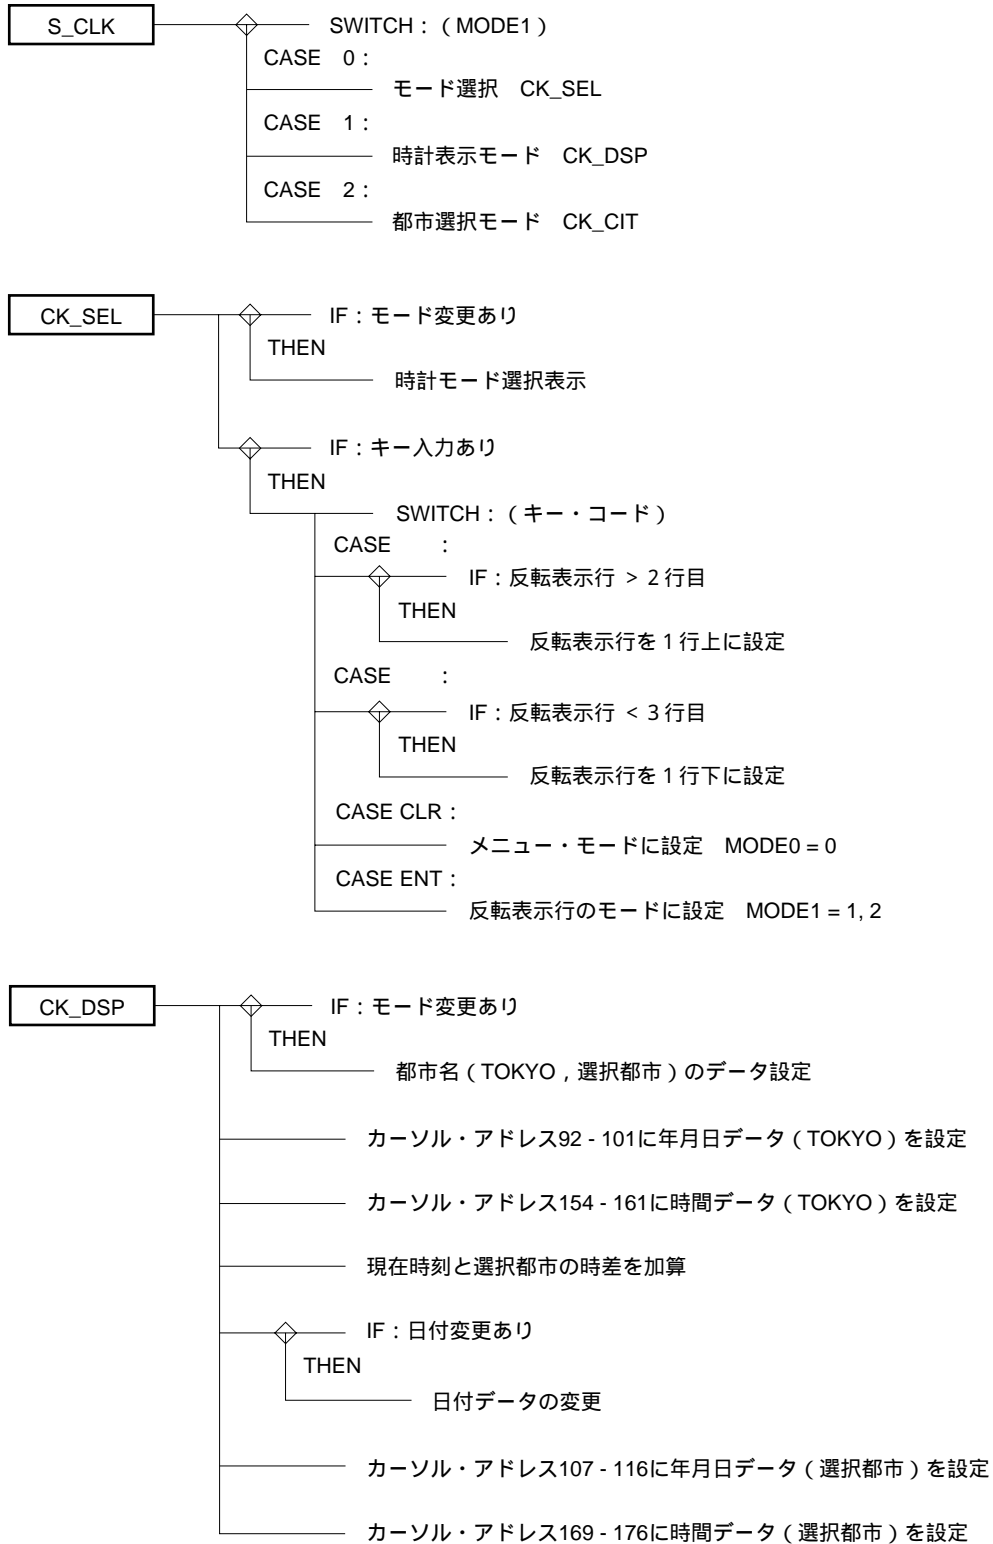 S_CLK
SWITCH：（MODE1）
CASE　0：
モード選択　CK_SEL
CASE　1：
時計表示モード　CK_DSP
CASE　2：
都市選択モード　CK_CIT
CK_SEL
IF：モード変更あり
THEN
時計モード選択表示
IF：キー入力あり
THEN
SWITCH：（キー・コード）
CASE　　：
IF：反転表示行 > 2行目
THEN
反転表示行を1行上に設定
CASE　　：
IF：反転表示行 < 3行目
THEN
反転表示行を1行下に設定
CASE CLR：
メニュー・モードに設定　MODE0 = 0
CASE ENT：
反転表示行のモードに設定　MODE1 = 1, 2
CK_DSP
IF：モード変更あり
THEN
都市名（TOKYO，選択都市）のデータ設定
カーソル・アドレス92 - 101に年月日データ（TOKYO）を設定
カーソル・アドレス154 - 161に時間データ（TOKYO）を設定
現在時刻と選択都市の時差を加算
IF：日付変更あり
THEN
日付データの変更
カーソル・アドレス107 - 116に年月日データ（選択都市）を設定
カーソル・アドレス169 - 176に時間データ（選択都市）を設定